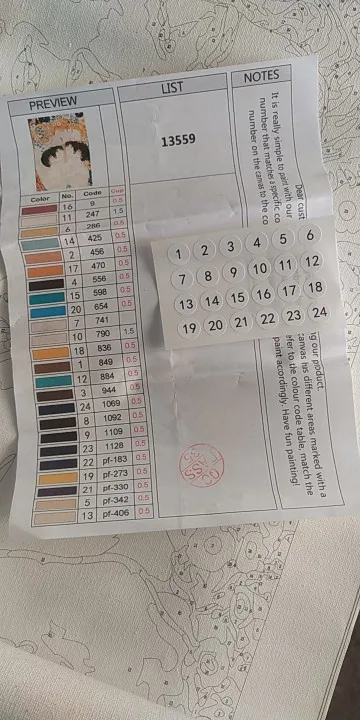 PREVIEW
LIST
NOTES
13559
Color No. Code Cup
16 9 0.5
11 247 1.5
6 286 0.5
14 425 0.5
2 456 0.5
17 470 0.5
4 556 0.5
15 598 0.5
20 654 0.5
7 741
10 790 1.5
18 836 0.5
1 849 0.5
12 884 0.5
3 944 0.5
24 1069 0.5
8 1092 0.5
9 1109 0.5
23 1128 0.5
22 pf-183 0.5
19 pf-273 0.5
21 pf-330 0.5
5 pf-342 0.5
13 pf-406 0.5
1 2 3 4 5 6
7 8 9 10 11 12
13 14 15 16 17 18
19 20 21 22 23 24
Dear cust
It is really simple to paint with our
number that matches a specific co
number on the canvas to the co
ng our product.
canvas has different areas marked with a
efer to the colour code table, match the
paint accordingly. Have fun painting!